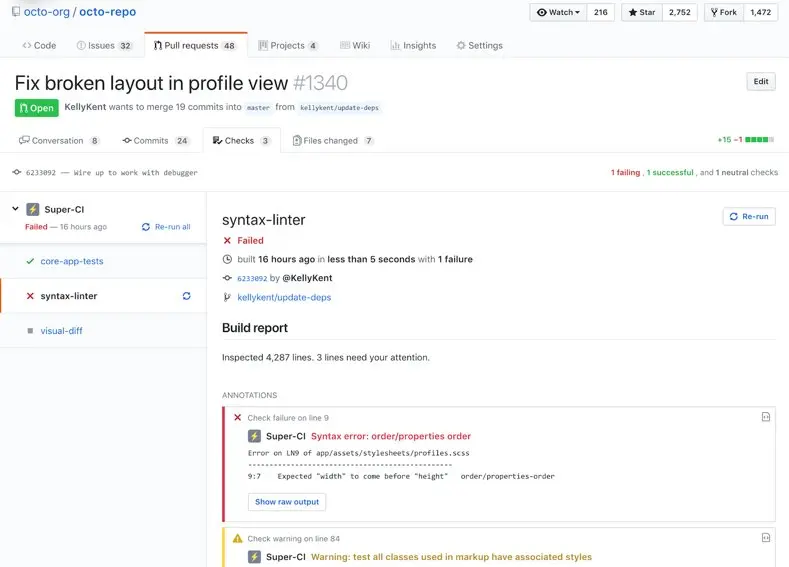 octo-org / octo-repo
Watch 216 Star 2,752 Fork 1,472
Code Issues 32 Pull requests 48 Projects 4 Wiki Insights Settings
Fix broken layout in profile view #1340
Edit
Open KellyKent wants to merge 19 commits into master from kellykent/update-deps
Conversation 8 Commits 24 Checks 3 Files changed 7
+15 −1
6233092 — Wire up to work with debugger
1 failing , 1 successful , and 1 neutral checks
Super-CI
Failed — 16 hours ago Re-run all
core-app-tests
syntax-linter
visual-diff
syntax-linter
Re-run
Failed
built 16 hours ago in less than 5 seconds with 1 failure
6233092 by @KellyKent
kellykent/update-deps
Build report
Inspected 4,287 lines. 3 lines need your attention.
ANNOTATIONS
Check failure on line 9
Super-CI Syntax error: order/properties order
Error on LN9 of app/assets/stylesheets/profiles.scss
------------------------------------------------
9:7 Expected "width" to come before "height" order/properties-order
Show raw output
Check warning on line 84
Super-CI Warning: test all classes used in markup have associated styles